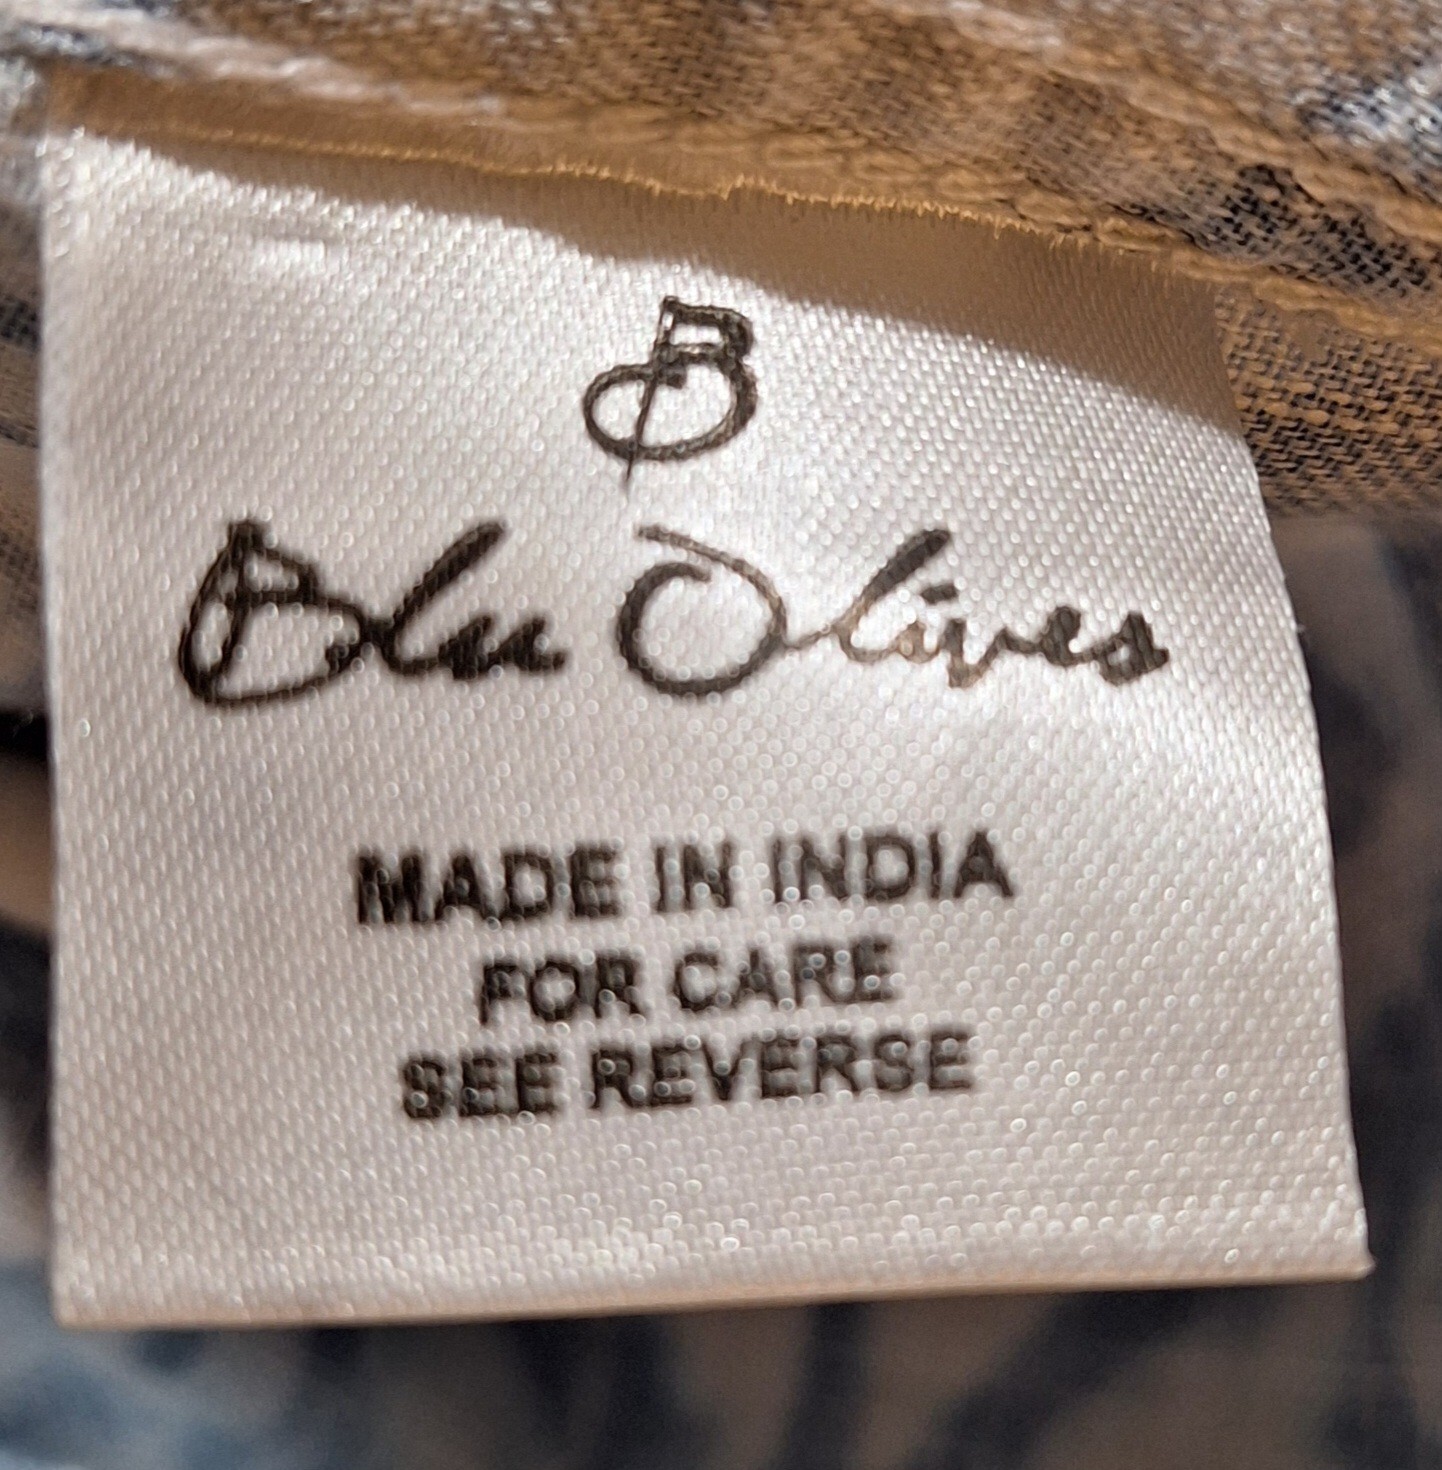 B
Blu Olives
MADE IN INDIA
FOR CARE
SEE REVERSE